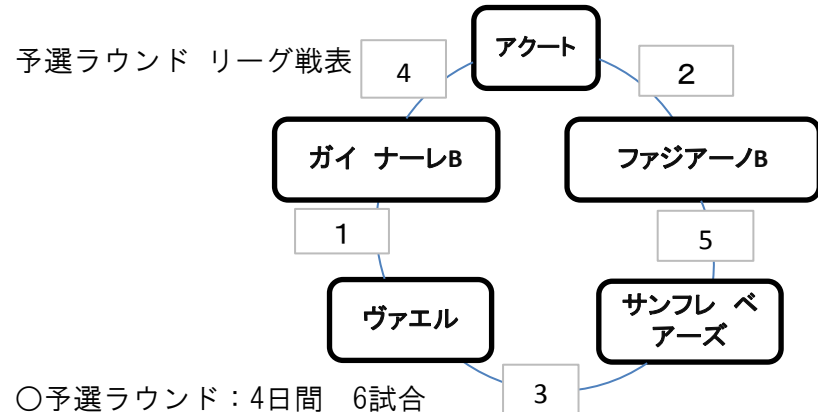 アクート
予選ラウンド リーグ戦表
4
２
ガイ ナーレB
ファジアーノB
１
5
ヴァエル
サンフレ ベ
アーズ
3
〇予選ラウンド：4日間　6試合